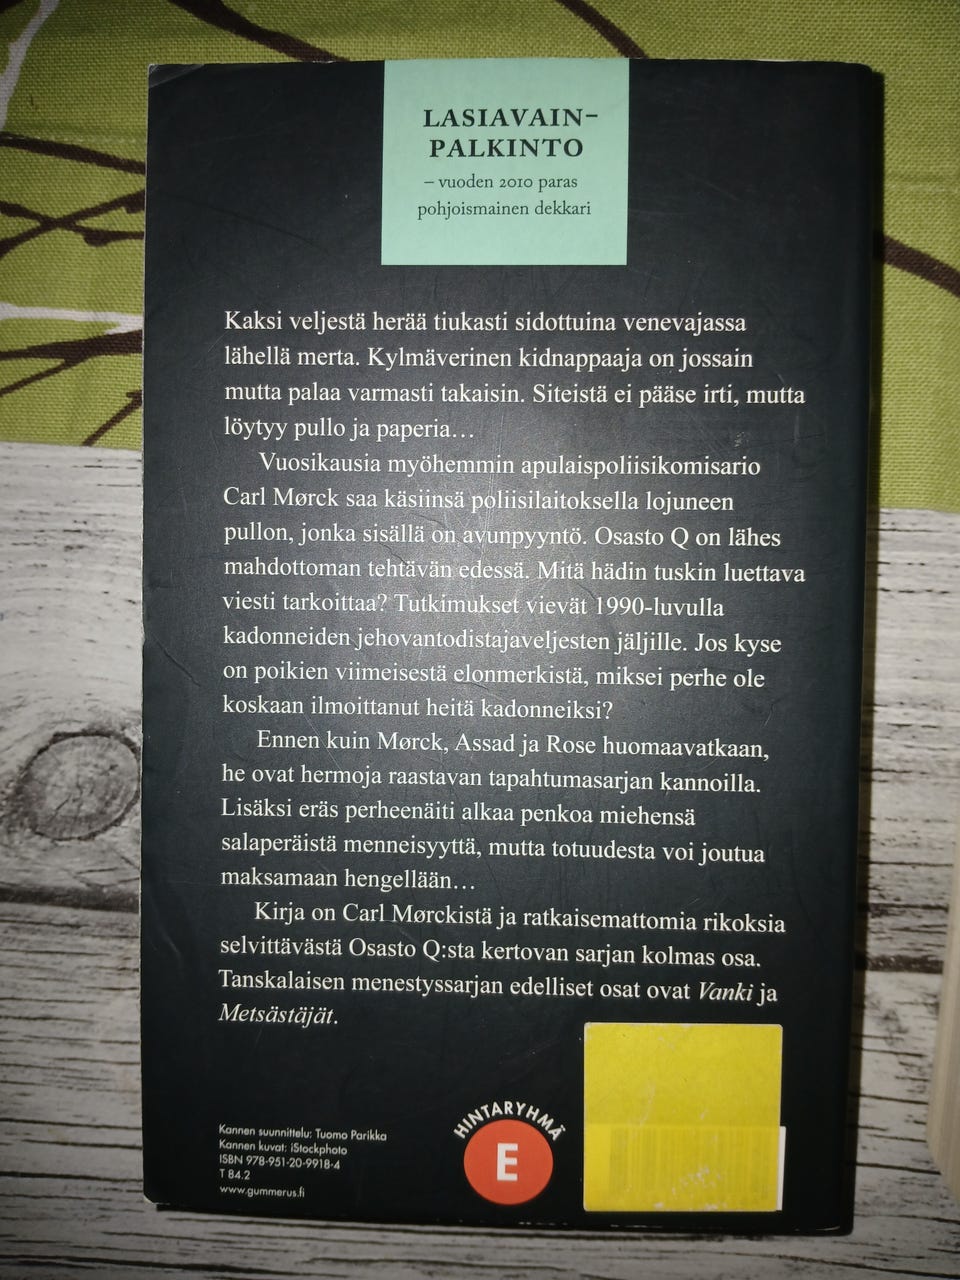 LASIAVAIN-
PALKINTO
– vuoden 2010 paras
pohjoismainen dekkari
Kaksi veljestä herää tiukasti sidottuina venevajassa
lähellä merta. Kylmäverinen kidnappaaja on jossain
mutta palaa varmasti takaisin. Siteistä ei pääse irti, mutta
löytyy pullo ja paperia…
Vuosikausia myöhemmin apulaispoliisikomisario
Carl Mørck saa käsiinsä poliisilaitoksella lojuneen
pullon, jonka sisällä on avunpyyntö. Osasto Q on lähes
mahdottoman tehtävän edessä. Mitä hädin tuskin luettava
viesti tarkoittaa? Tutkimukset vievät 1990-luvulla
kadonneiden jehovantodistajaveljesten jäljille. Jos kyse
on poikien viimeisestä elonmerkistä, miksei perhe ole
koskaan ilmoittanut heitä kadonneiksi?
Ennen kuin Mørck, Assad ja Rose huomaavatkaan,
he ovat hermoja raastavan tapahtumasarjan kannoilla.
Lisäksi eräs perheenäiti alkaa penkoa miehensä
salaperäistä menneisyyttä, mutta totuudesta voi joutua
maksamaan hengellään…
Kirja on Carl Mørckistä ja ratkaisemattomia rikoksia
selvittävästä Osasto Q:sta kertovan sarjan kolmas osa.
Tanskalaisen menestyssarjan edelliset osat ovat Vanki ja
Metsästäjät.
Kannen suunnittelu: Tuomo Parikka
Kannen kuvat: iStockphoto
ISBN 978-951-20-9918-4
T 84.2
www.gummerus.fi
HINTARYHMÄ
E